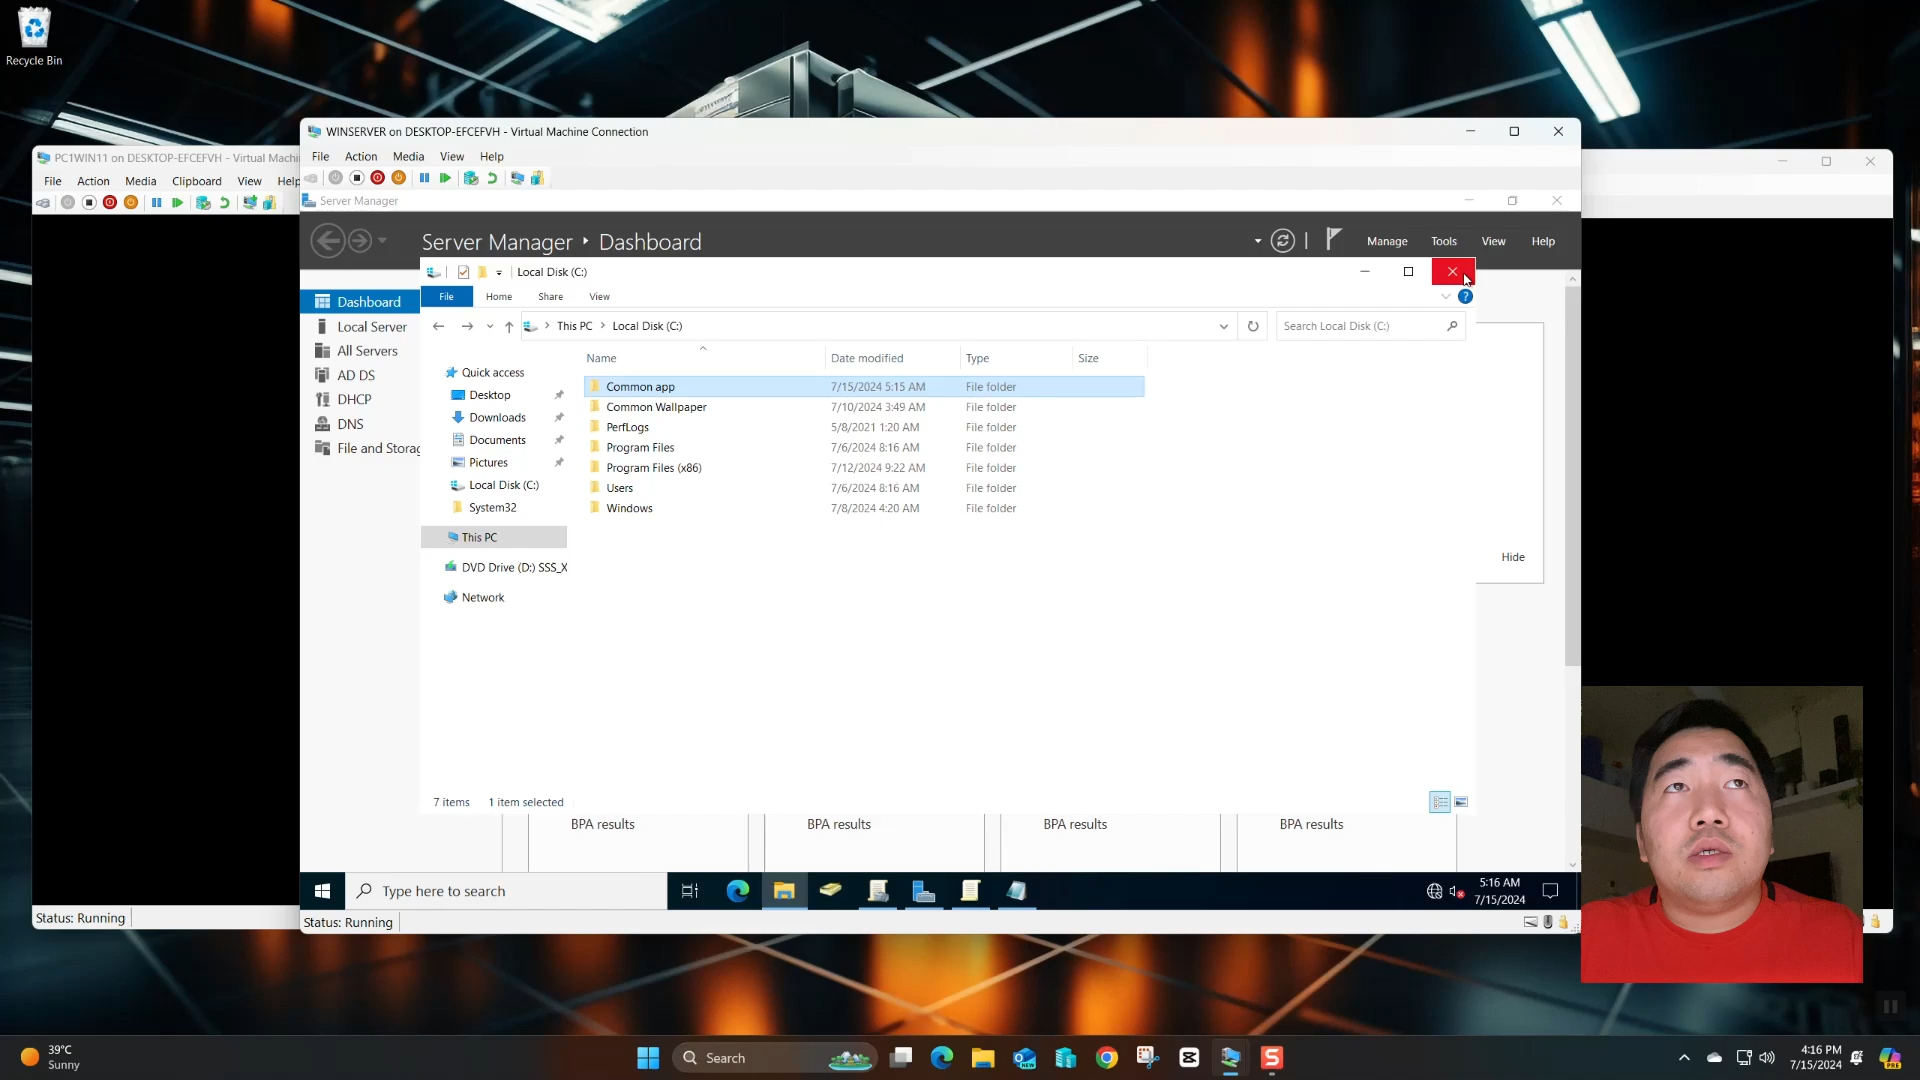 Recycle Bin
WINSERVER on DESKTOP-EFCEFVH - Virtual Machine Connection
File Action Media View Help
PC1WIN11 on DESKTOP-EFCEFVH - Virtual Machi
File Action Media Clipboard View Help
Server Manager
Server Manager ‣ Dashboard
Manage Tools View Help
Local Disk (C:)
File Home Share View
This PC > Local Disk (C:)
Search Local Disk (C:)
Dashboard
Local Server
All Servers
AD DS
DHCP
DNS
File and Storag
Quick access
Desktop
Downloads
Documents
Pictures
Local Disk (C:)
System32
This PC
DVD Drive (D:) SSS_X
Network
Name Date modified Type Size
Common app 7/15/2024 5:15 AM File folder
Common Wallpaper 7/10/2024 3:49 AM File folder
PerfLogs 5/8/2021 1:20 AM File folder
Program Files 7/6/2024 8:16 AM File folder
Program Files (x86) 7/12/2024 9:22 AM File folder
Users 7/6/2024 8:16 AM File folder
Windows 7/8/2024 4:20 AM File folder
Hide
7 items 1 item selected
BPA results BPA results BPA results BPA results
Type here to search
5:16 AM
7/15/2024
Status: Running
Status: Running
39°C
Sunny
Search
NEW
S
4:16 PM
7/15/2024
PRE